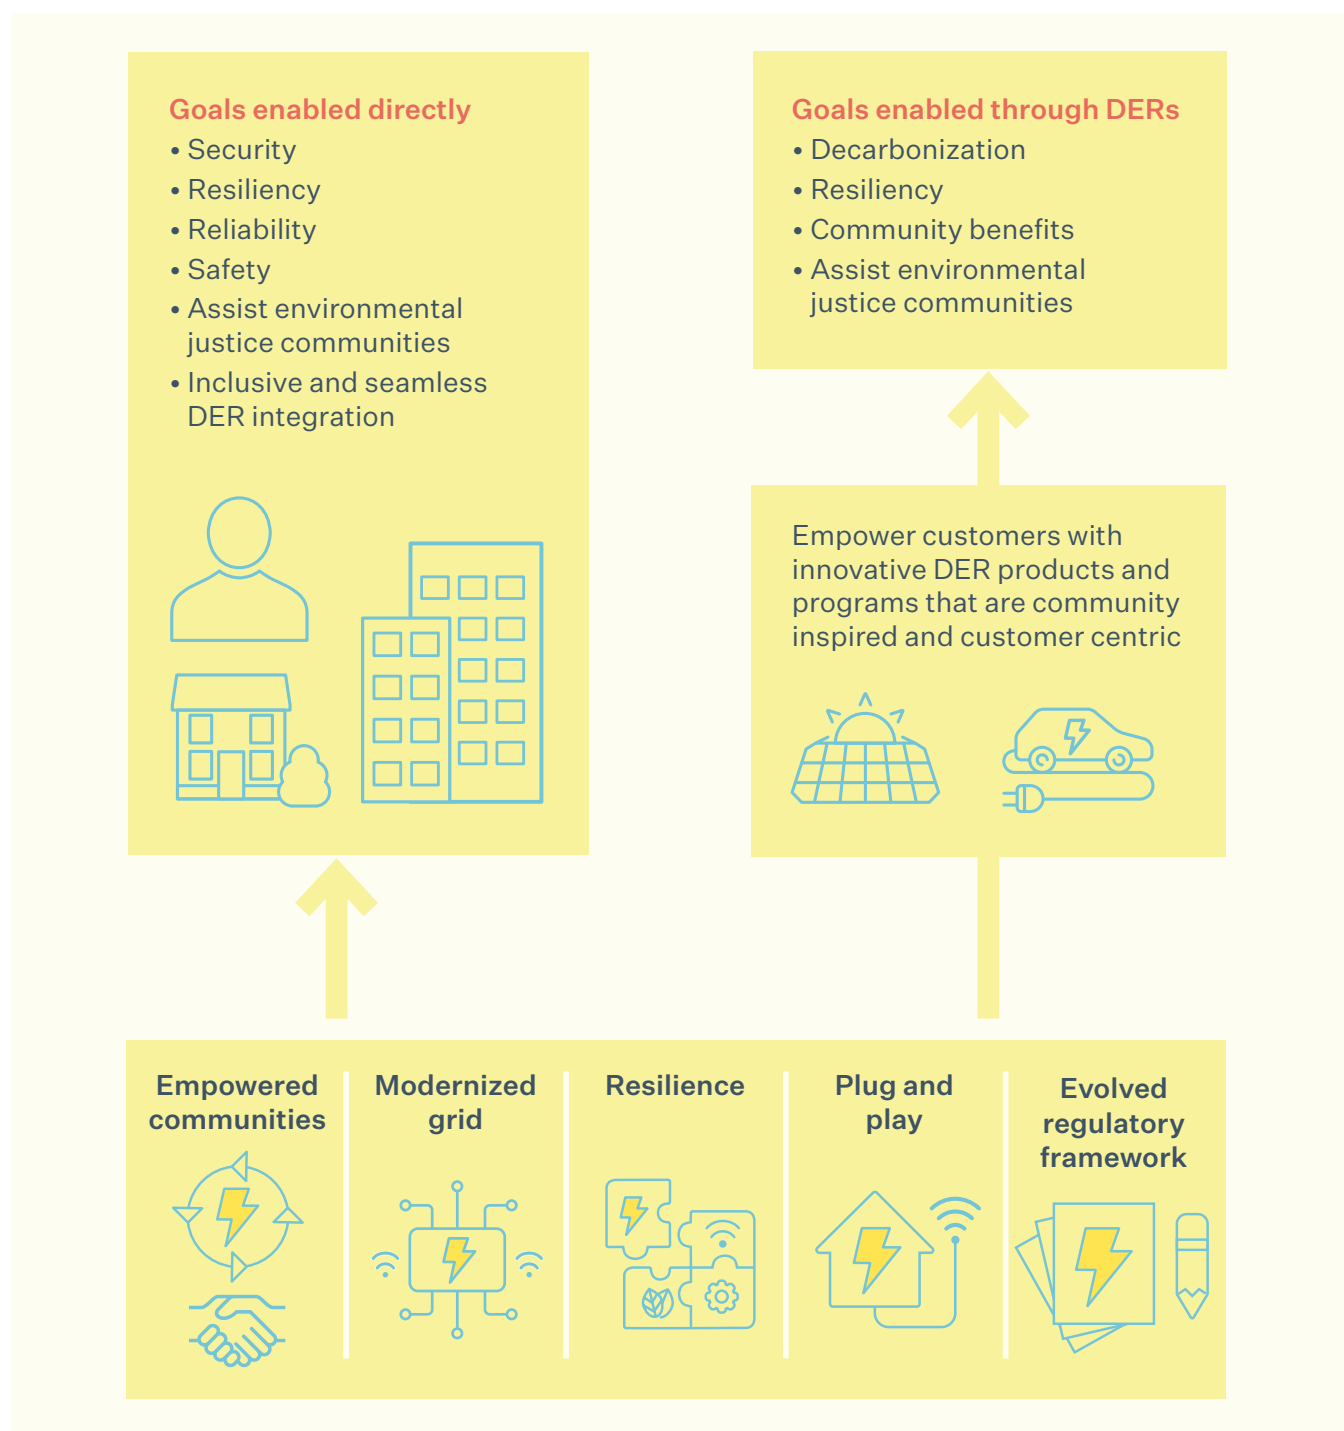 Goals enabled directly
• Security
• Resiliency
• Reliability
• Safety
• Assist environmental
justice communities
• Inclusive and seamless
DER integration
Goals enabled through DERs
• Decarbonization
• Resiliency
• Community benefits
• Assist environmental
justice communities
Empower customers with
innovative DER products and
programs that are community
inspired and customer centric
Empowered
communities
Modernized
grid
Resilience
Plug and
play
Evolved
regulatory
framework